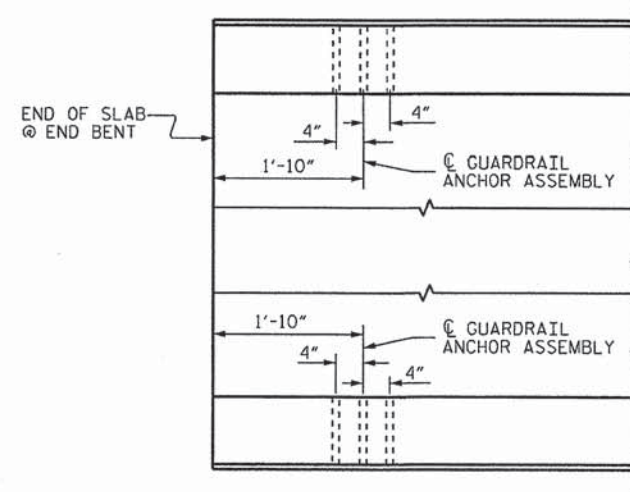 END OF SLAB
@ END BENT
4"
4"
1'-10"
℄ GUARDRAIL
ANCHOR ASSEMBLY
1'-10"
℄ GUARDRAIL
ANCHOR ASSEMBLY
4"
4"